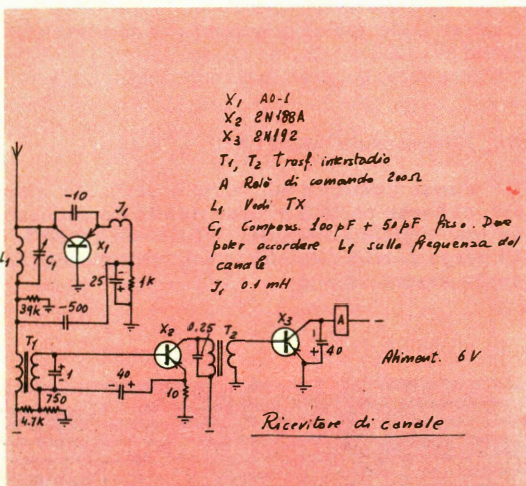 X1 AO-1
X2 2N188A
X3 2N192
T1, T2 Trasf. interstadio
A Relè di comando 200Ω
L1 Vedi TX
C1 Compens. 100pF + 50pF fisso. Deve
poter accordare L1 sulla frequenza del
canale
J1 0.1 mH
-10
J1
X1
L1
C1
25
1K
39K
-500
T1
X2
0.25
T2
X3
A
40
1
40
750
10
4.7K
Aliment. 6V
Ricevitore di canale